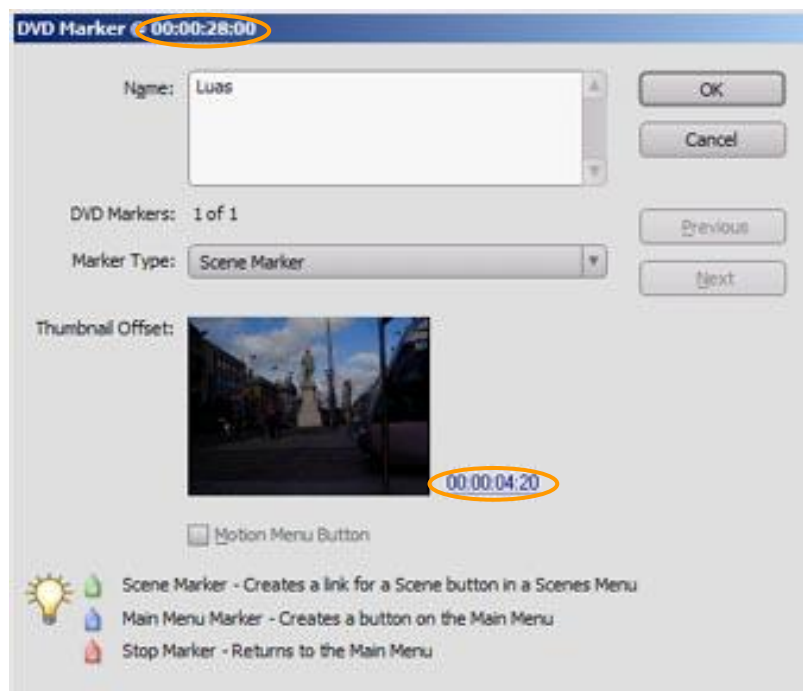 DVD Marker @ 00:00:28:00
Name: Luas
OK
Cancel
DVD Markers: 1 of 1
Previous
Marker Type: Scene Marker
Next
Thumbnail Offset:
00:00:04:20
Motion Menu Button
Scene Marker - Creates a link for a Scene button in a Scenes Menu
Main Menu Marker - Creates a button on the Main Menu
Stop Marker - Returns to the Main Menu